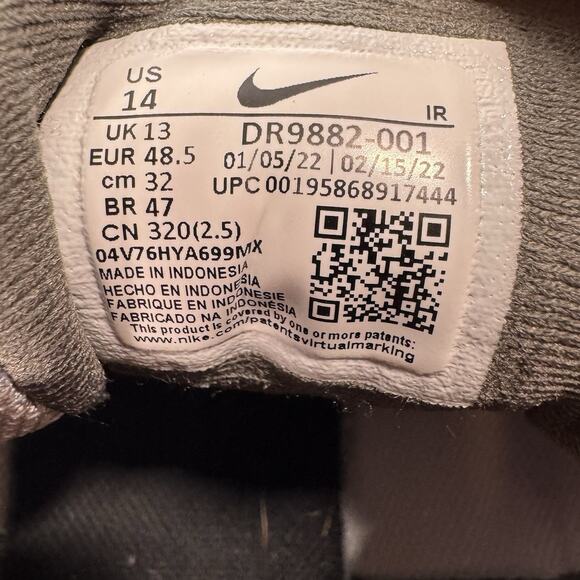 US
14
IR
UK 13
EUR 48.5
cm 32
BR 47
CN 320(2.5)
04V76HYA699MX
DR9882-001
01/05/22 | 02/15/22
UPC 00195868917444
MADE IN INDONESIA
HECHO EN INDONESIA
FABRIQUE EN INDONESIE
FABRICADO NA INDONESIA
This product is covered by one or more patents:
www.nike.com/patentsvirtualmarking